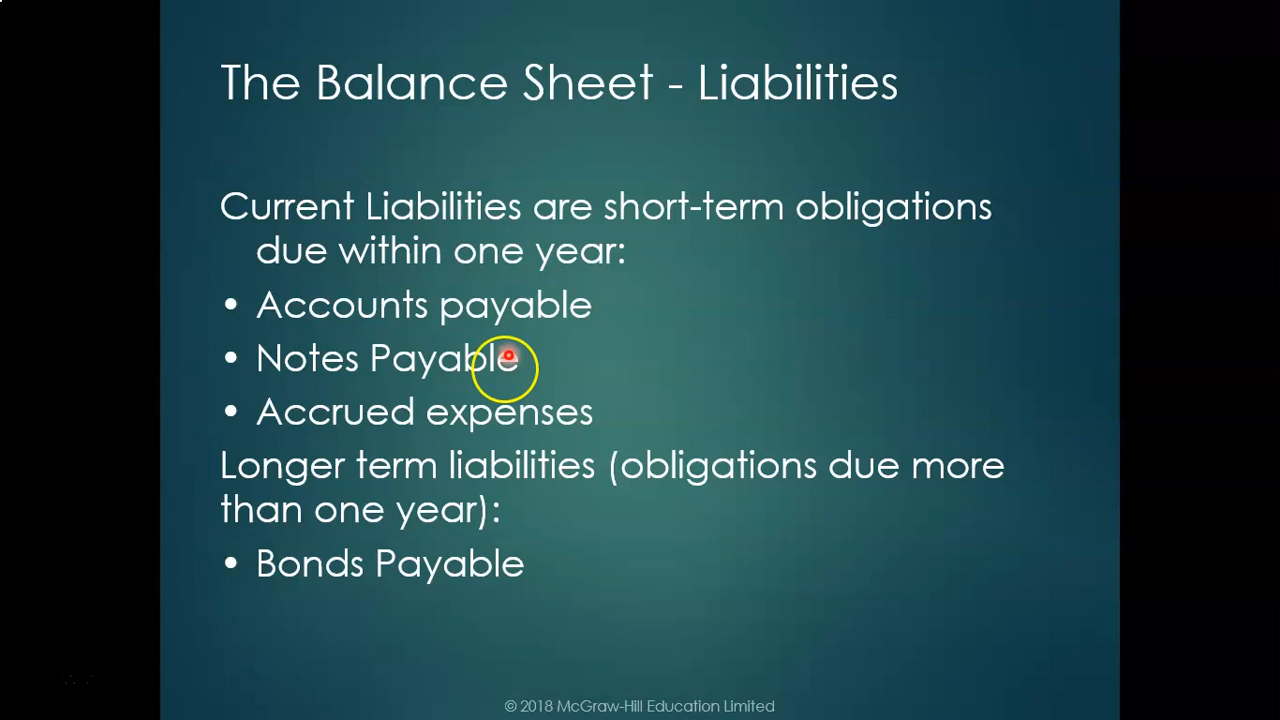 The Balance Sheet - Liabilities
Current Liabilities are short-term obligations
due within one year:
• Accounts payable
• Notes Payable
• Accrued expenses
Longer term liabilities (obligations due more
than one year):
• Bonds Payable
© 2018 McGraw-Hill Education Limited